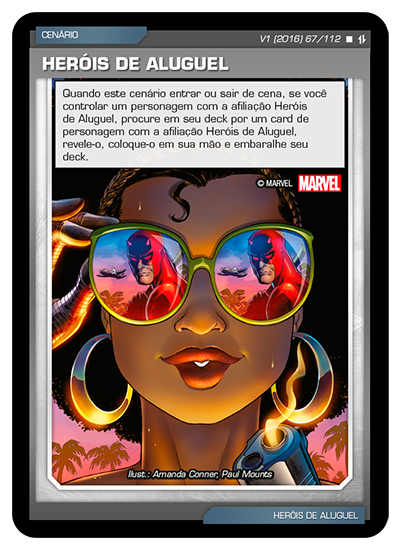 CENÁRIO
V1 (2016) 67/112
HERÓIS DE ALUGUEL
Quando este cenário entrar ou sair de cena, se você
controlar um personagem com a afiliação Heróis
de Aluguel, procure em seu deck por um card de
personagem com a afiliação Heróis de Aluguel,
revele-o, coloque-o em sua mão e embaralhe seu
deck.
© MARVEL MARVEL
Ilust.: Amanda Conner, Paul Mounts
HERÓIS DE ALUGUEL